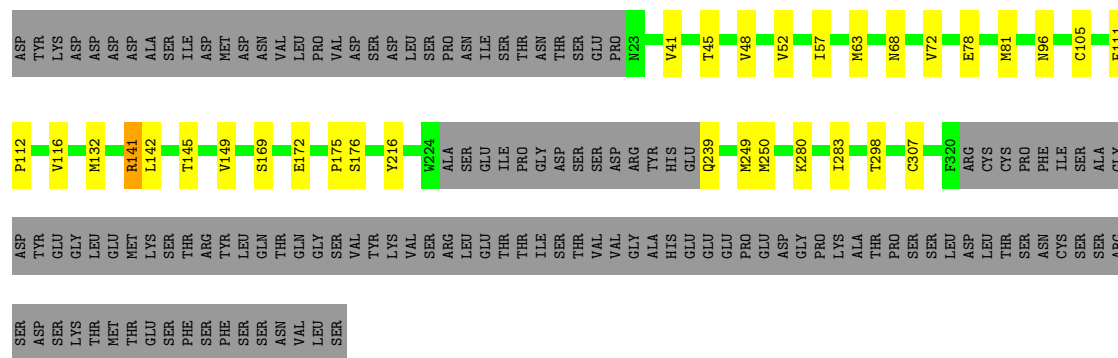 ASP TYR LYS ASP ASP ASP ASP ALA SER ILE ASP MET ASP ASN VAL LEU PRO VAL ASP SER ASP LEU SER PRO ASN ILE SER THR ASN THR SER GLU PRO N23 V41 T45 V48 V52 I57 M63 N68 V72 E78 M81 N96 C105 F111
P112 V116 M132 R141 L142 T145 V149 S169 E172 P175 S176 Y216 W224 ALA SER GLU ILE PRO GLY ASP SER SER ASP ARG TYR HIS GLU Q239 M249 M250 K280 I283 T298 C307 F320 ARG CYS CYS PRO PHE ILE SER ALA GLY
ASP TYR GLU GLY LEU GLU MET LYS SER THR ARG TYR LEU GLN THR GLN GLY SER VAL TYR LYS VAL SER ARG LEU GLU THR THR ILE SER THR VAL VAL GLY ALA HIS GLU GLU GLU PRO GLU ASP GLY PRO LYS ALA THR PRO SER SER LEU ASP LEU THR SER ASN CYS SER SER ARG
SER ASP SER LYS THR MET THR GLU SER PHE SER PHE SER SER ASN VAL LEU SER